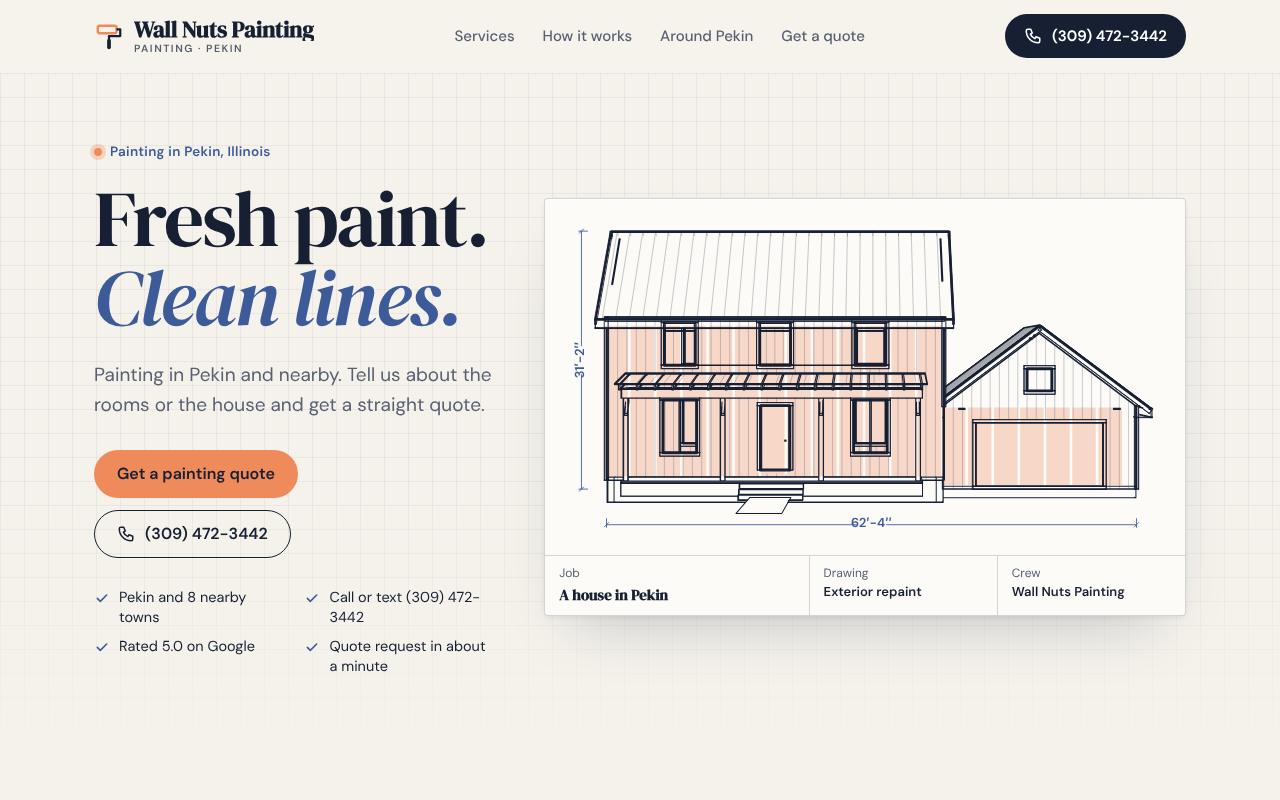 Wall Nuts Painting
PAINTING · PEKIN
Services
How it works
Around Pekin
Get a quote
(309) 472-3442
Painting in Pekin, Illinois
Fresh paint.
Clean lines.
Painting in Pekin and nearby. Tell us about the
rooms or the house and get a straight quote.
Get a painting quote
(309) 472-3442
Pekin and 8 nearby
towns
Call or text (309) 472-
3442
Rated 5.0 on Google
Quote request in about
a minute
31'-2"
62'-4"
Job
A house in Pekin
Drawing
Exterior repaint
Crew
Wall Nuts Painting